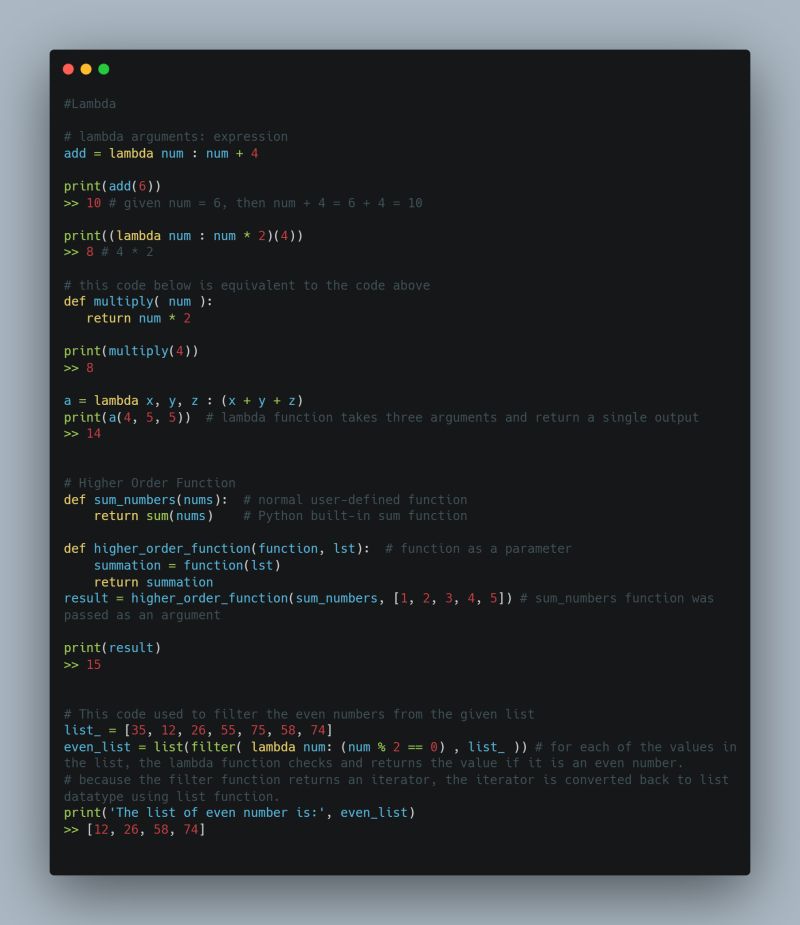 #Lambda
# lambda arguments: expression
add = lambda num : num + 4
print(add(6))
>> 10 # given num = 6, then num + 4 = 6 + 4 = 10
print((lambda num : num * 2)(4))
>> 8 # 4 * 2
# this code below is equivalent to the code above
def multiply( num ):
   return num * 2
print(multiply(4))
>> 8
a = lambda x, y, z : (x + y + z)
print(a(4, 5, 5))  # lambda function takes three arguments and return a single output
>> 14
# Higher Order Function
def sum_numbers(nums):  # normal user-defined function
    return sum(nums)    # Python built-in sum function
def higher_order_function(function, lst):  # function as a parameter
    summation = function(lst)
    return summation
result = higher_order_function(sum_numbers, [1, 2, 3, 4, 5]) # sum_numbers function was
passed as an argument
print(result)
>> 15
# This code used to filter the even numbers from the given list
list_ = [35, 12, 26, 55, 75, 58, 74]
even_list = list(filter( lambda num: (num % 2 == 0) , list_ )) # for each of the values in
the list, the lambda function checks and returns the value if it is an even number.
# because the filter function returns an iterator, the iterator is converted back to list
datatype using list function.
print('The list of even number is:', even_list)
>> [12, 26, 58, 74]